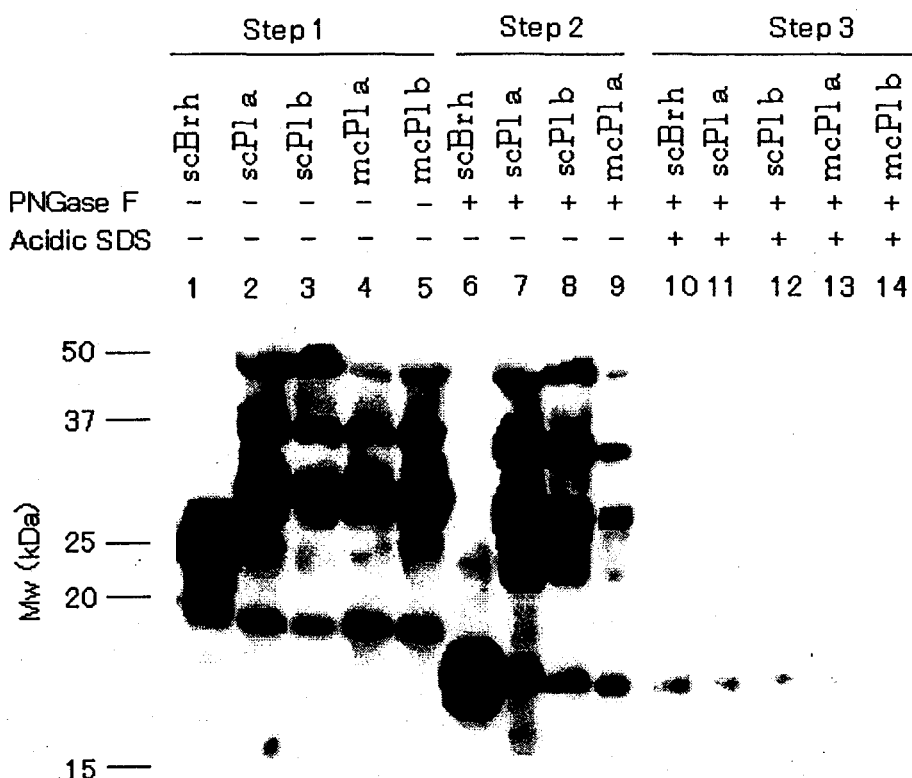 Step 1 Step 2 Step 3
scBrh scPl a scPl b mcPl a mcPl b scBrh scPl a scPl b mcPl a scBrh scPl a scPl b mcPl a mcPl b
PNGase F - - - - - + + + + + + + + +
Acidic SDS - - - - - - - - - + + + + +
1 2 3 4 5 6 7 8 9 10 11 12 13 14
50
37
25
20
15
Mw (kDa)